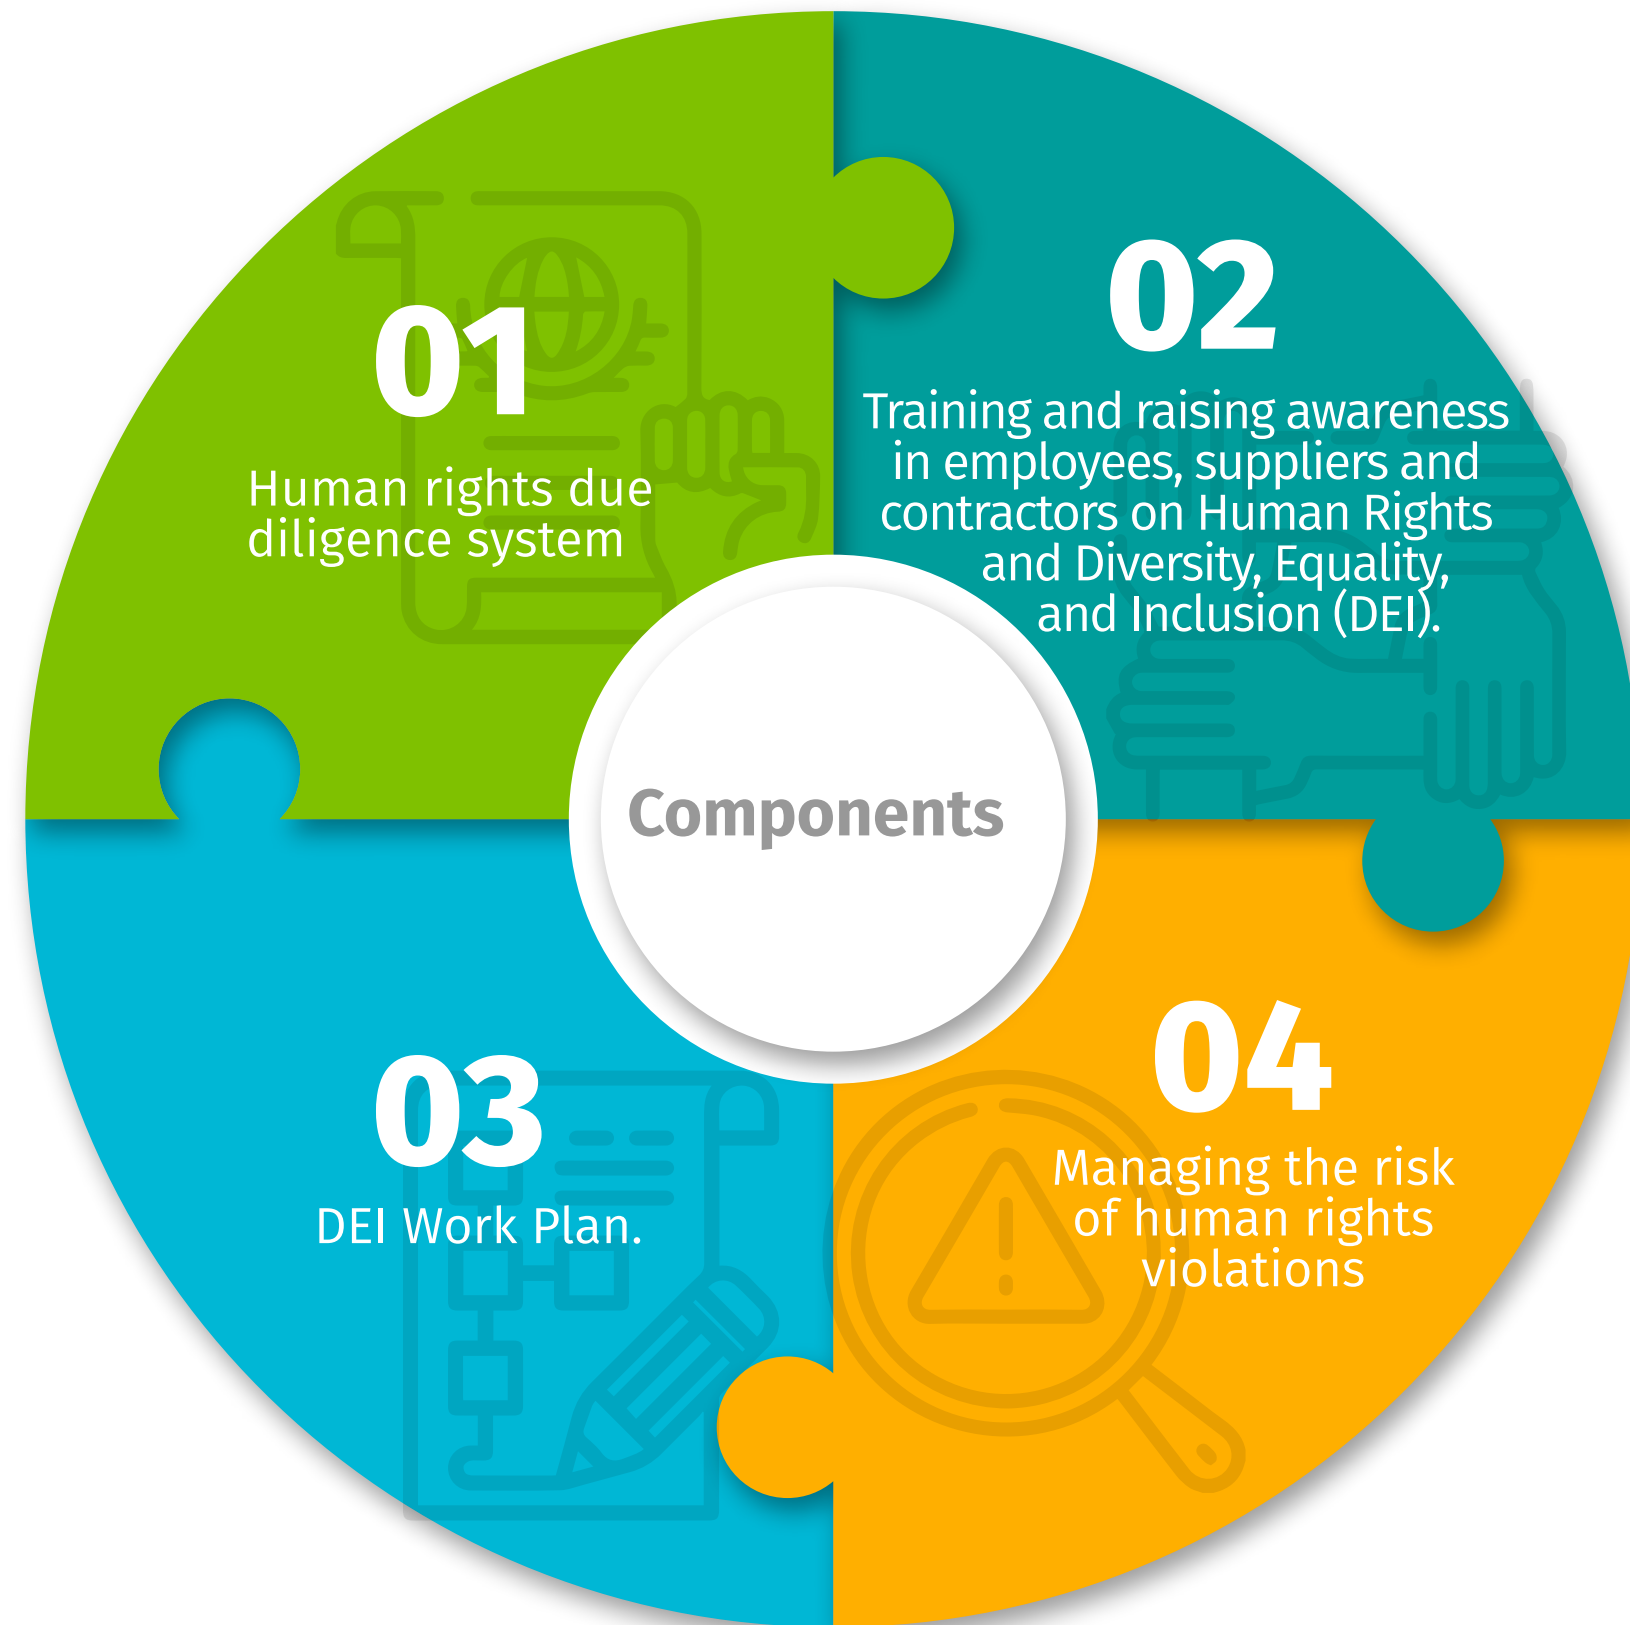 01
Human rights due
diligence system
02
Training and raising awareness
in employees, suppliers and
contractors on Human Rights
and Diversity, Equality,
and Inclusion (DEI).
Components
03
DEI Work Plan.
04
Managing the risk
of human rights
violations